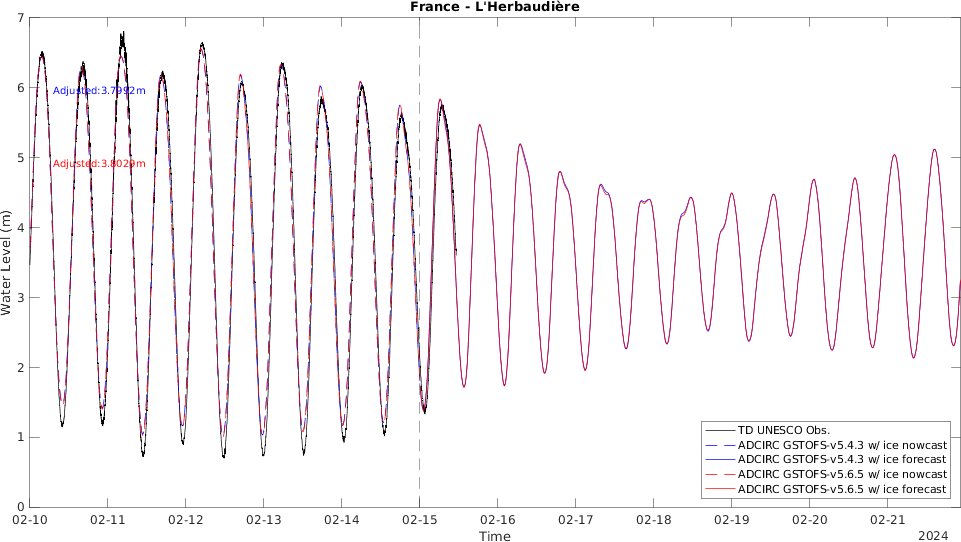 France - L'Herbaudière
Water Level (m)
7
6
5
4
3
2
1
0
Adjusted:3.7992m
Adjusted:3.8029m
TD UNESCO Obs.
ADCIRC GSTOFS-v5.4.3 w/ ice nowcast
ADCIRC GSTOFS-v5.4.3 w/ ice forecast
ADCIRC GSTOFS-v5.6.5 w/ ice nowcast
ADCIRC GSTOFS-v5.6.5 w/ ice forecast
02-10 02-11 02-12 02-13 02-14 02-15 02-16 02-17 02-18 02-19 02-20 02-21
Time
2024